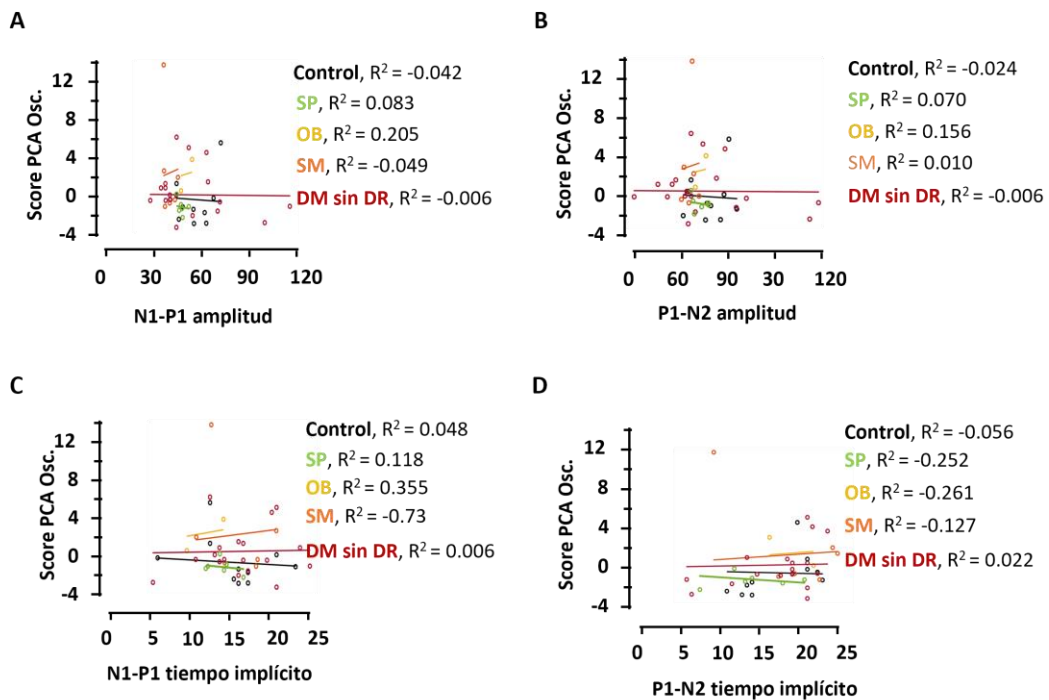 A
Score PCA Osc.
12
8
4
0
-4
0 30 60 90 120
N1-P1 amplitud
Control, R² = -0.042
SP, R² = 0.083
OB, R² = 0.205
SM, R² = -0.049
DM sin DR, R² = -0.006
B
Score PCA Osc.
12
8
4
0
-4
0 60 90 30 120
P1-N2 amplitud
Control, R² = -0.024
SP, R² = 0.070
OB, R² = 0.156
SM, R² = 0.010
DM sin DR, R² = -0.006
C
Score PCA Osc.
12
8
4
0
-4
0 5 10 15 20 25
N1-P1 tiempo implícito
Control, R² = 0.048
SP, R² = 0.118
OB, R² = 0.355
SM, R² = -0.73
DM sin DR, R² = 0.006
D
Score PCA Osc.
12
8
4
0
-4
0 5 10 15 20 25
P1-N2 tiempo implícito
Control, R² = -0.056
SP, R² = -0.252
OB, R² = -0.261
SM, R² = -0.127
DM sin DR, R² = 0.022